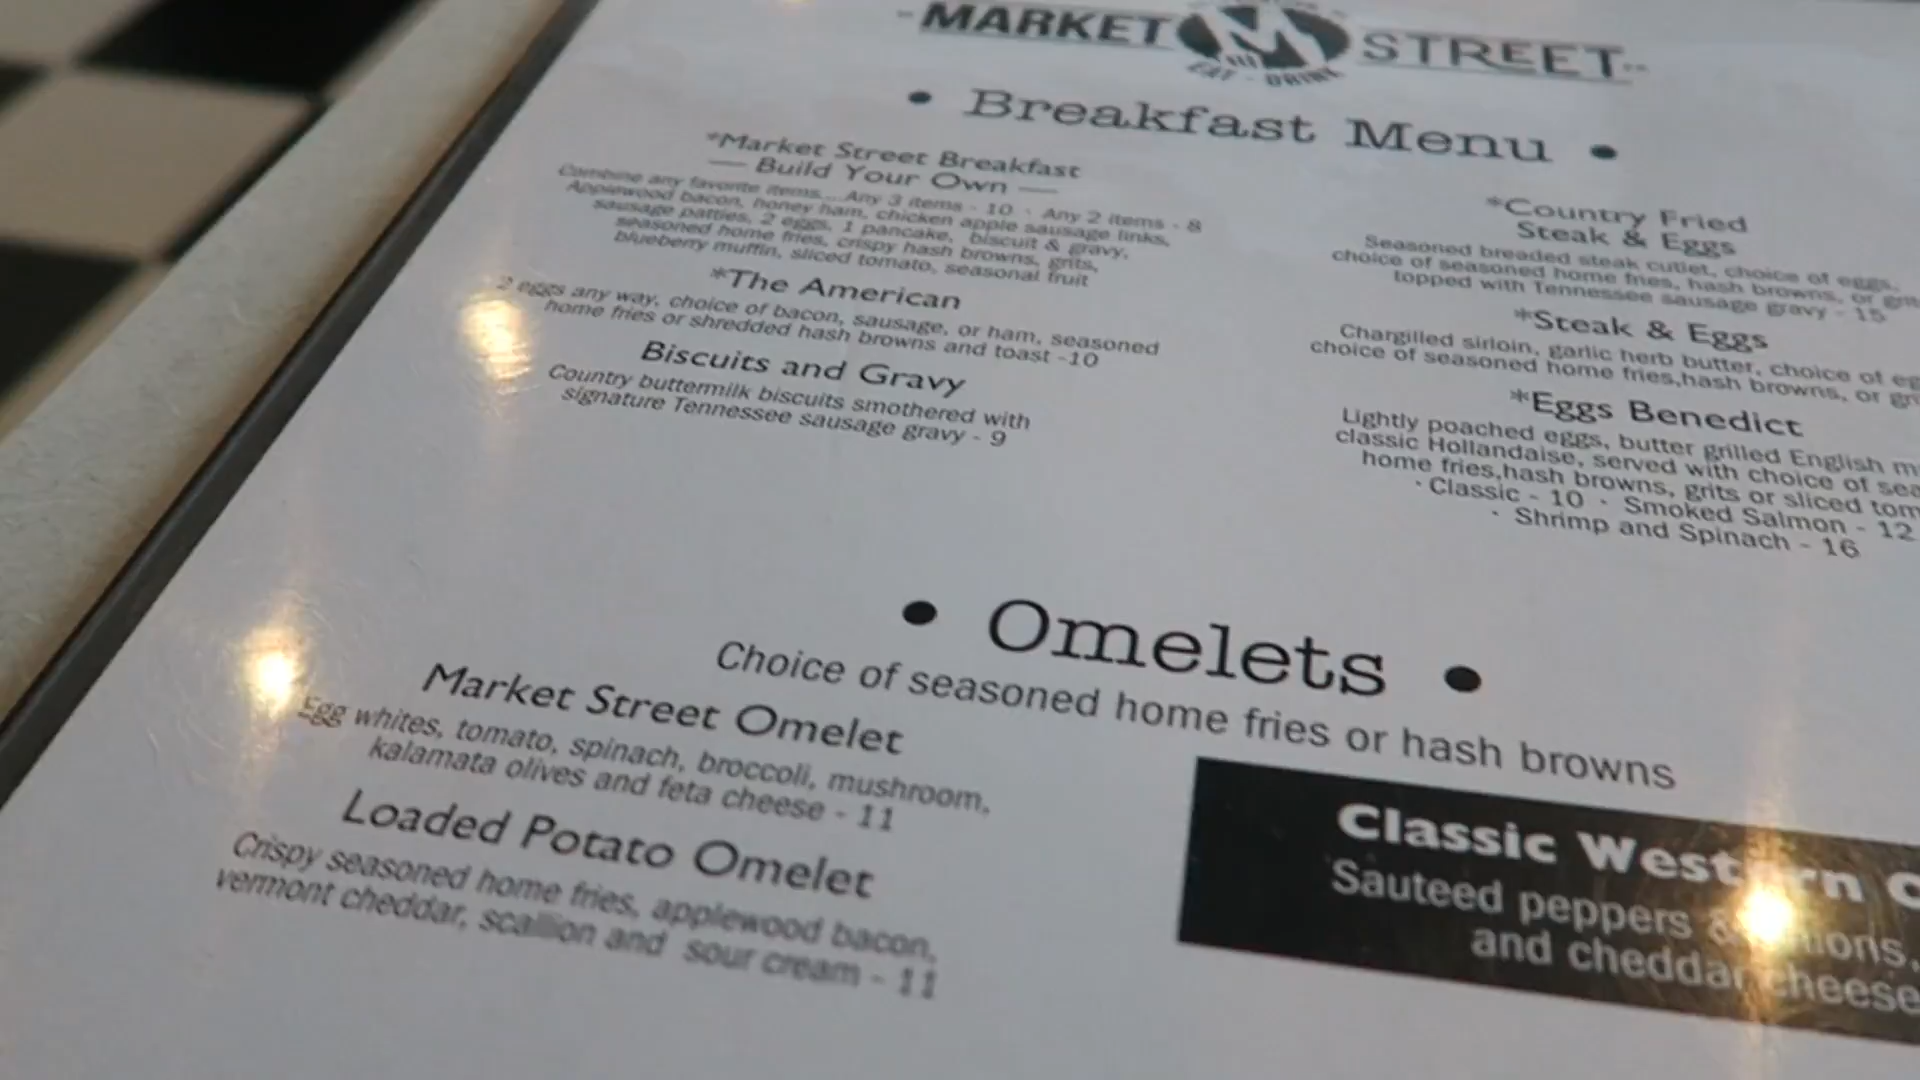 MARKET M STREET
EAT - DRINK
• Breakfast Menu •
*Market Street Breakfast
— Build Your Own —
Combine any favorite items....Any 3 items - 10 · Any 2 items - 8
Applewood bacon, honey ham, chicken apple sausage links,
sausage patties, 2 eggs, 1 pancake, biscuit & gravy,
seasoned home fries, crispy hash browns, grits,
blueberry muffin, sliced tomato, seasonal fruit
*The American
2 eggs any way, choice of bacon, sausage, or ham, seasoned
home fries or shredded hash browns and toast -10
Biscuits and Gravy
Country buttermilk biscuits smothered with
signature Tennessee sausage gravy - 9
*Country Fried
Steak & Eggs
Seasoned breaded steak cutlet, choice of eggs,
choice of seasoned home fries, hash browns, or
topped with Tennessee sausage gravy - 15
*Steak & Eggs
Chargilled sirloin, garlic herb butter, choice of
choice of seasoned home fries,hash browns, or
*Eggs Benedict
Lightly poached eggs, butter grilled English
classic Hollandaise, served with choice of
home fries,hash browns, grits or sliced
· Classic - 10 · Smoked Salmon - 12
· Shrimp and Spinach - 16
• Omelets •
Choice of seasoned home fries or hash browns
Market Street Omelet
Egg whites, tomato, spinach, broccoli, mushroom,
kalamata olives and feta cheese - 11
Loaded Potato Omelet
Crispy seasoned home fries, applewood bacon,
vermont cheddar, scallion and sour cream - 11
Classic Western
Sauteed peppers & onions,
and cheddar cheese